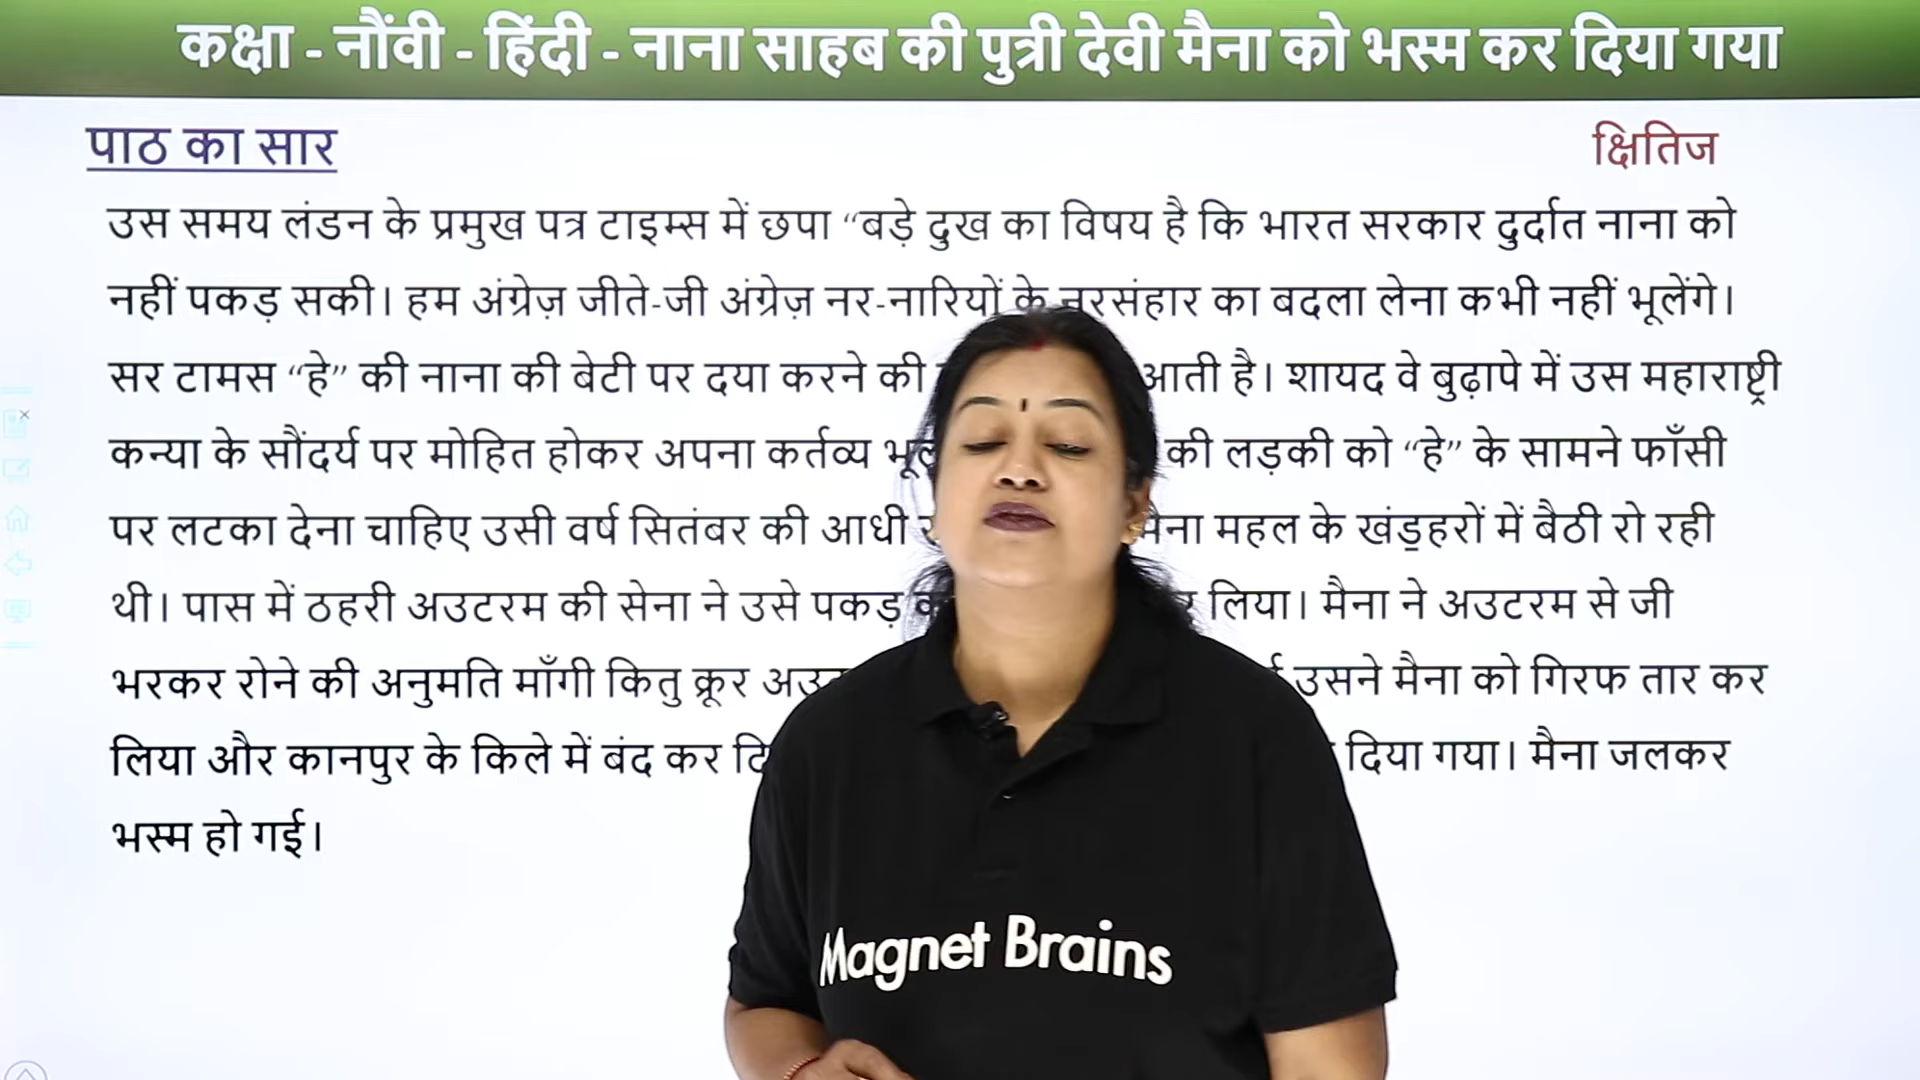 कक्षा - नौंवी - हिंदी - नाना साहब की पुत्री देवी मैना को भस्म कर दिया गया
पाठ का सार
क्षितिज
उस समय लंडन के प्रमुख पत्र टाइम्स में छपा “बड़े दुख का विषय है कि भारत सरकार दुर्दात नाना को
नहीं पकड़ सकी। हम अंग्रेज़ जीते-जी अंग्रेज़ नर-नारियों के नरसंहार का बदला लेना कभी नहीं भूलेंगे।
सर टामस “हे” की नाना की बेटी पर दया करने की आती है। शायद वे बुढ़ापे में उस महाराष्ट्री
कन्या के सौंदर्य पर मोहित होकर अपना कर्तव्य की लड़की को “हे” के सामने फाँसी
पर लटका देना चाहिए उसी वर्ष सितंबर की आधी महल के खंड़हरों में बैठी रो रही
थी। पास में ठहरी अउटरम की सेना ने उसे पकड़ लिया। मैना ने अउटरम से जी
भरकर रोने की अनुमति माँगी कितु क्रूर उसने मैना को गिरफ तार कर
लिया और कानपुर के किले में बंद कर दिया गया। मैना जलकर
भस्म हो गई।
Magnet Brains